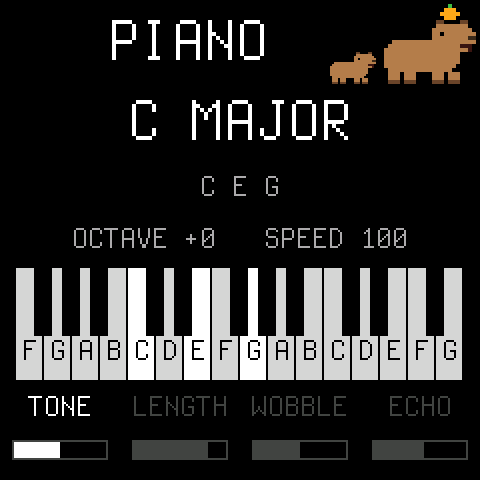 PIANO
C MAJOR
C E G
OCTAVE +0 SPEED 100
F G A B C D E F G A B C D E F G
TONE LENGTH WOBBLE ECHO